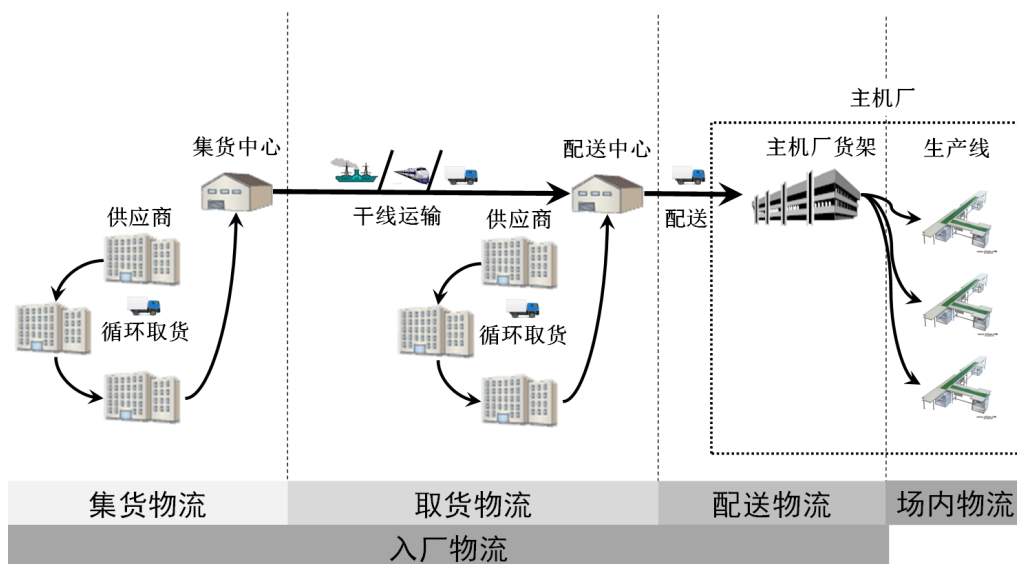 主机厂
集货中心
配送中心
主机厂货架
生产线
供应商
干线运输
供应商
配送
循环取货
循环取货
集货物流
取货物流
配送物流
场内物流
入厂物流